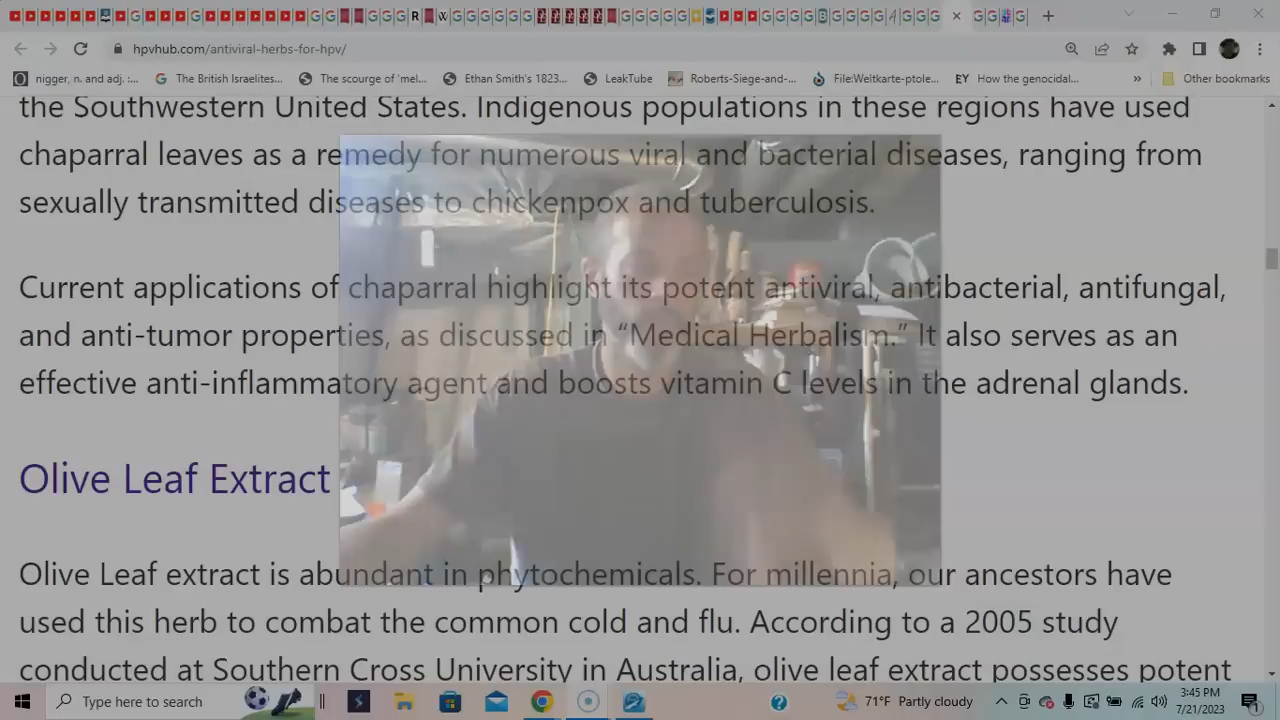 hpvhub.com/antiviral-herbs-for-hpv/
nigger, n. and adj. :... The British Israelites... The scourge of 'mel... Ethan Smith's 1823... LeakTube Roberts-Siege-and-... File:Weltkarte-ptole... EY How the genocidal... » Other bookmarks
the Southwestern United States. Indigenous populations in these regions have used
chaparral leaves as a remedy for numerous viral and bacterial diseases, ranging from
sexually transmitted diseases to chickenpox and tuberculosis.
Current applications of chaparral highlight its potent antiviral, antibacterial, antifungal,
and anti-tumor properties, as discussed in “Medical Herbalism.” It also serves as an
effective anti-inflammatory agent and boosts vitamin C levels in the adrenal glands.
Olive Leaf Extract
Olive Leaf extract is abundant in phytochemicals. For millennia, our ancestors have
used this herb to combat the common cold and flu. According to a 2005 study
conducted at Southern Cross University in Australia, olive leaf extract possesses potent
Type here to search 71°F Partly cloudy 3:45 PM
7/21/2023